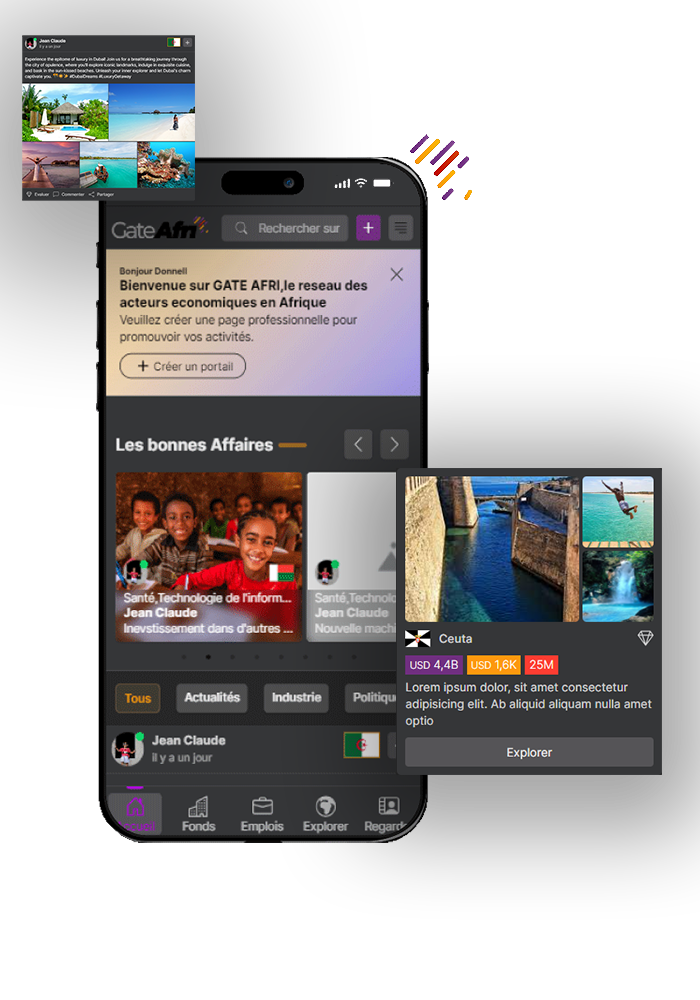 Jean Claude
il y a un jour
Experience the epitome of luxury in Dubai! Join us for a breathtaking journey through
the city of opulence, where you'll explore iconic landmarks, indulge in exquisite cuisine,
and bask in the sun-kissed beaches. Unleash your inner explorer and let Dubai's charm
captivate you. #DubaiDreams #LuxuryGetaway
Evaluer Commenter Partager
GateAfri
Rechercher sur
Bonjour Donnell
Bienvenue sur GATE AFRI,le reseau des
acteurs economiques en Afrique
Veuillez créer une page professionnelle pour
promouvoir vos activités.
+ Créer un portail
Les bonnes Affaires
Santé,Technologie de l'inform...
Jean Claude
Inevstissement dans d'autres ...
Santé,Technolo
Jean Claude
Nouvelle machi
Ceuta
USD 4,4B USD 1,6K 25M
Lorem ipsum dolor, sit amet consectetur
adipisicing elit. Ab aliquid aliquam nulla amet
optio
Explorer
Tous Actualités Industrie Politiqu
Jean Claude
il y a un jour
Fonds Emplois Explorer Regard